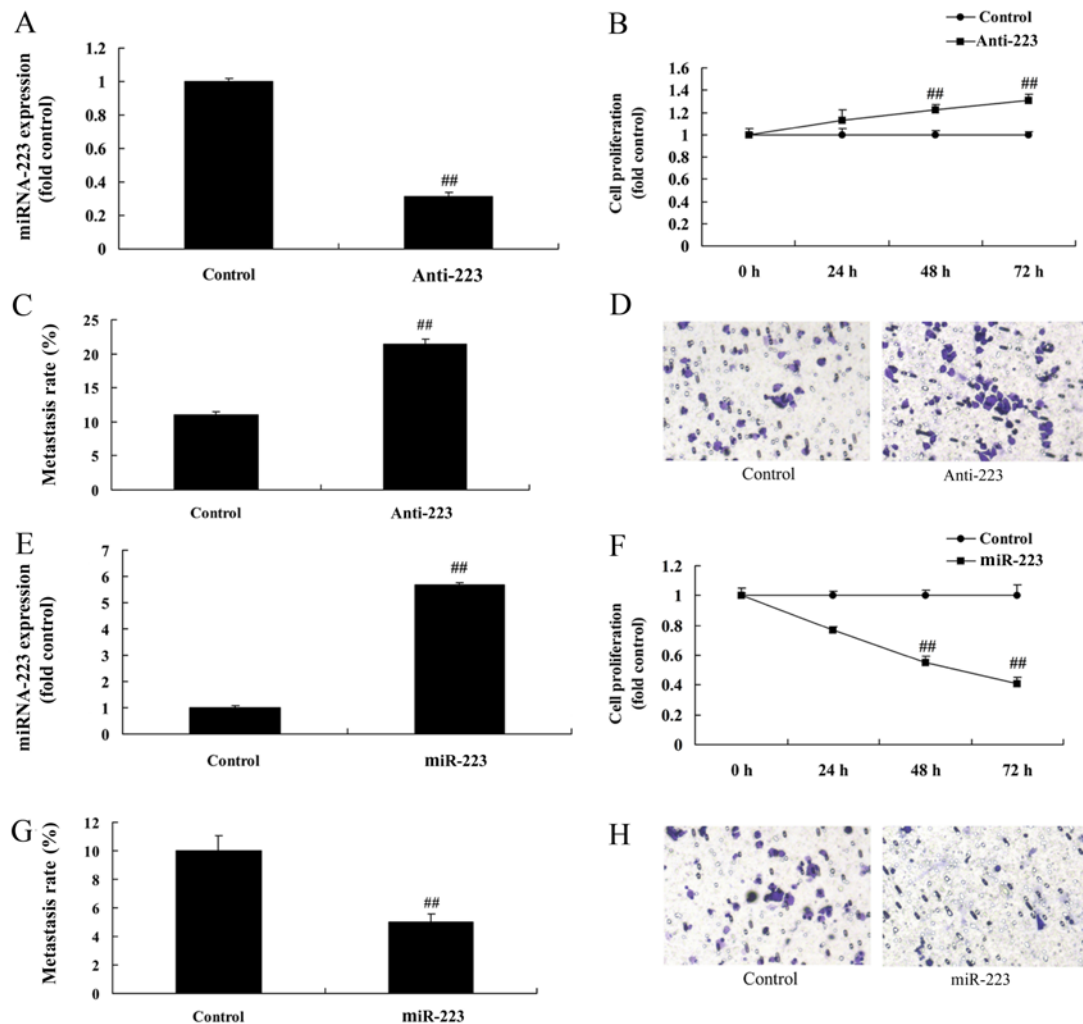 A
miRNA-223 expression
(fold control)
1.2
1
0.8
0.6
0.4
0.2
0
##
Control
Anti-223
B
Control
Anti-223
Cell proliferation
(fold control)
1.6
1.4
1.2
1
0.8
0.6
0.4
0.2
0
##
##
0 h
24 h
48 h
72 h
C
Metastasis rate (%)
25
20
15
10
5
0
##
Control
Anti-223
D
Control
Anti-223
E
miRNA-223 expression
(fold control)
7
6
5
4
3
2
1
0
##
Control
miR-223
F
Control
miR-223
Cell proliferation
(fold control)
1.2
1
0.8
0.6
0.4
0.2
0
##
##
0 h
24 h
48 h
72 h
G
Metastasis rate (%)
12
10
8
6
4
2
0
##
Control
miR-223
H
Control
miR-223